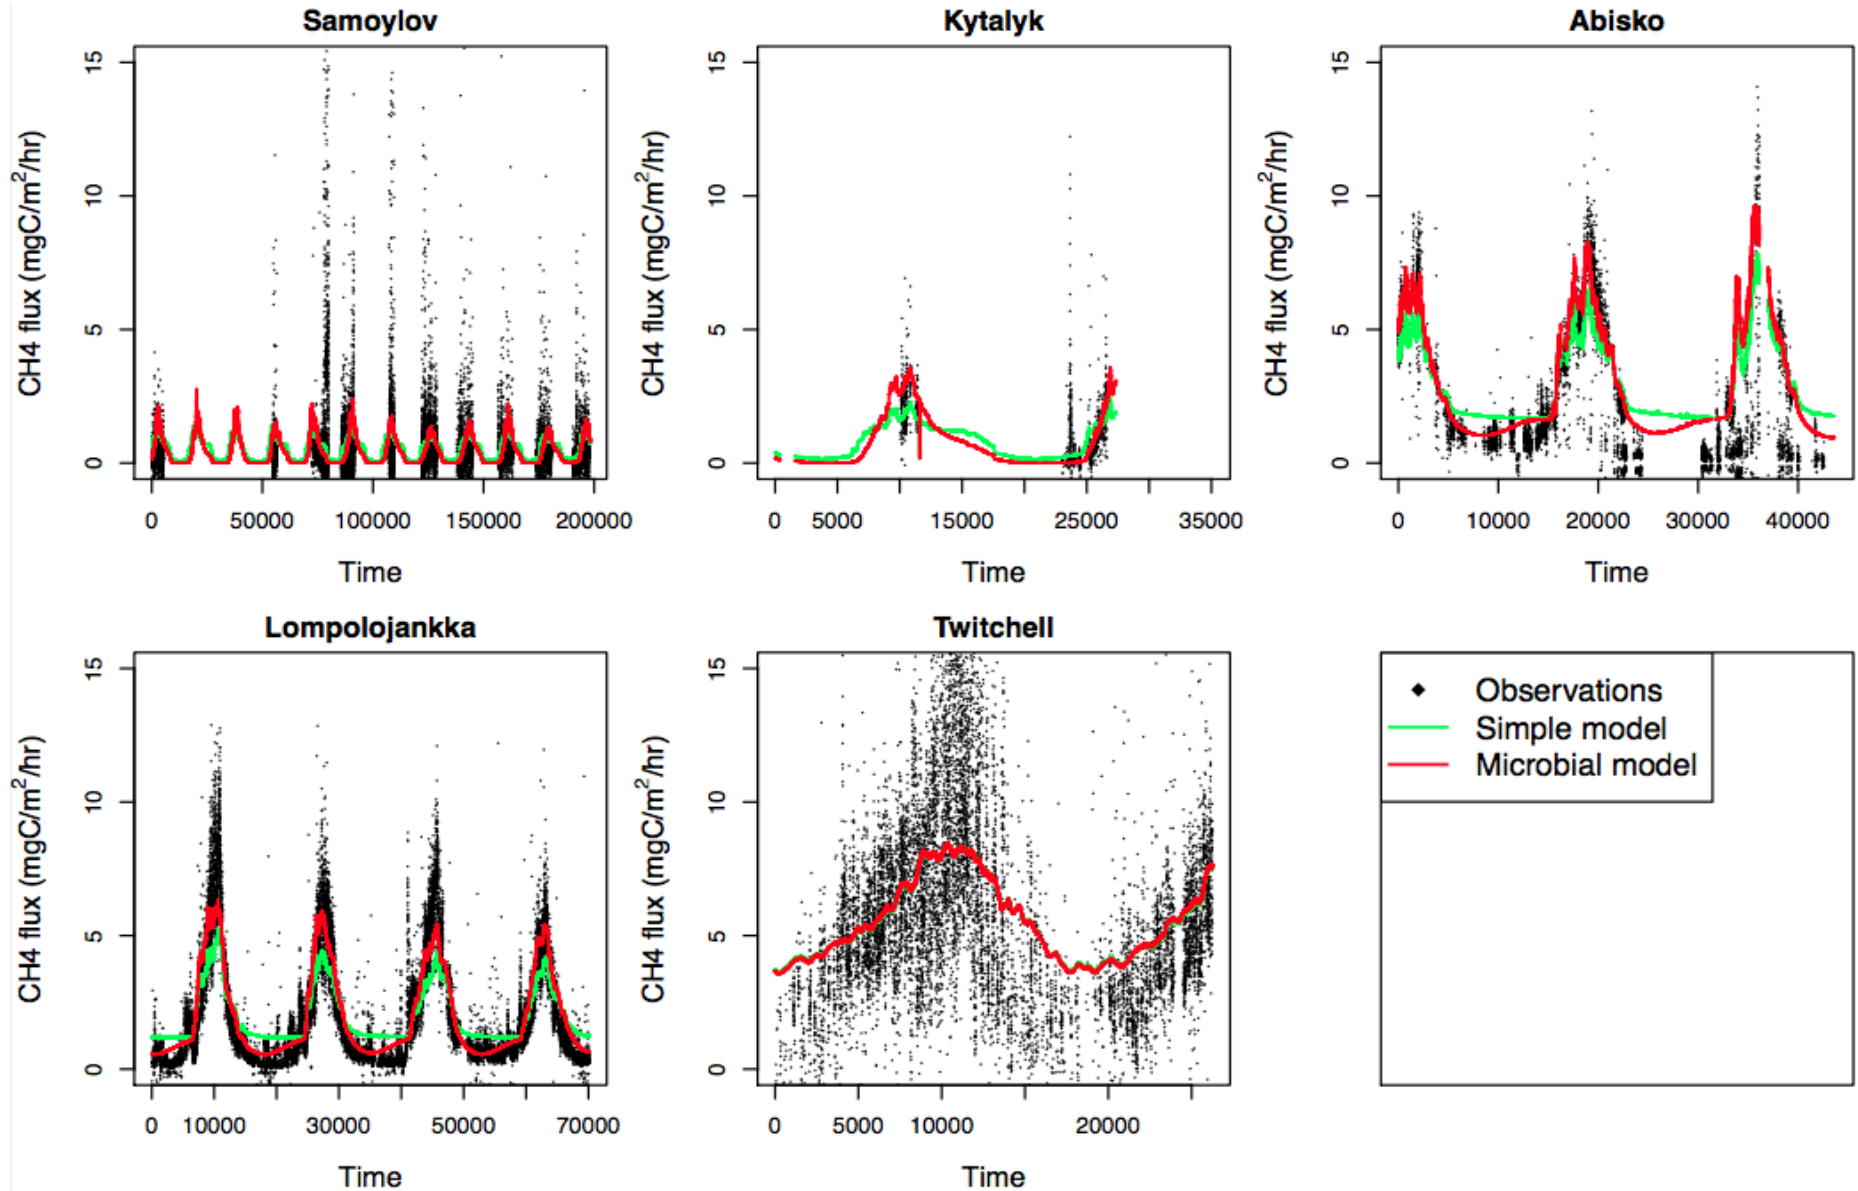 Samoylov
CH4 flux (mgC/m²/hr)
15
10
5
0
0 50000 100000 150000 200000
Time
Kytalyk
CH4 flux (mgC/m²/hr)
15
10
5
0
0 5000 15000 25000 35000
Time
Abisko
CH4 flux (mgC/m²/hr)
15
10
5
0
0 10000 20000 30000 40000
Time
Lompolojankka
CH4 flux (mgC/m²/hr)
15
10
5
0
0 10000 30000 50000 70000
Time
Twitchell
CH4 flux (mgC/m²/hr)
15
10
5
0
0 5000 10000 20000
Time
Observations
Simple model
Microbial model